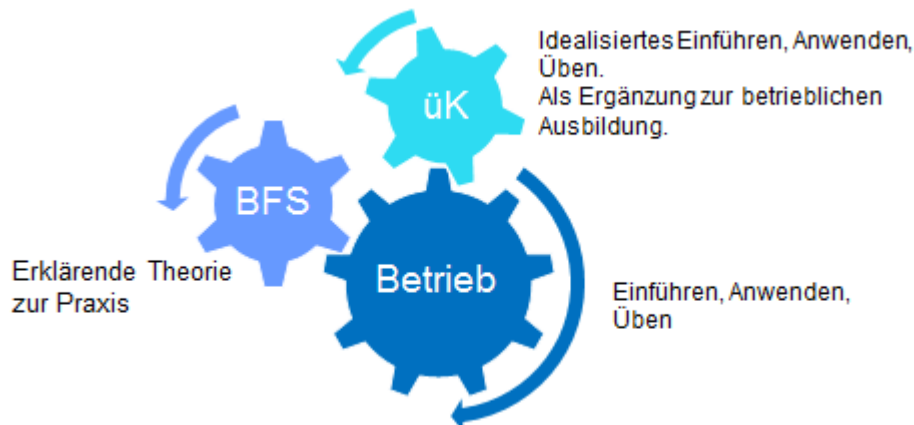 Idealisiertes Einführen, Anwenden,
Üben.
Als Ergänzung zur betrieblichen
Ausbildung.
üK
BFS
Betrieb
Erklärende Theorie
zur Praxis
Einführen, Anwenden,
Üben